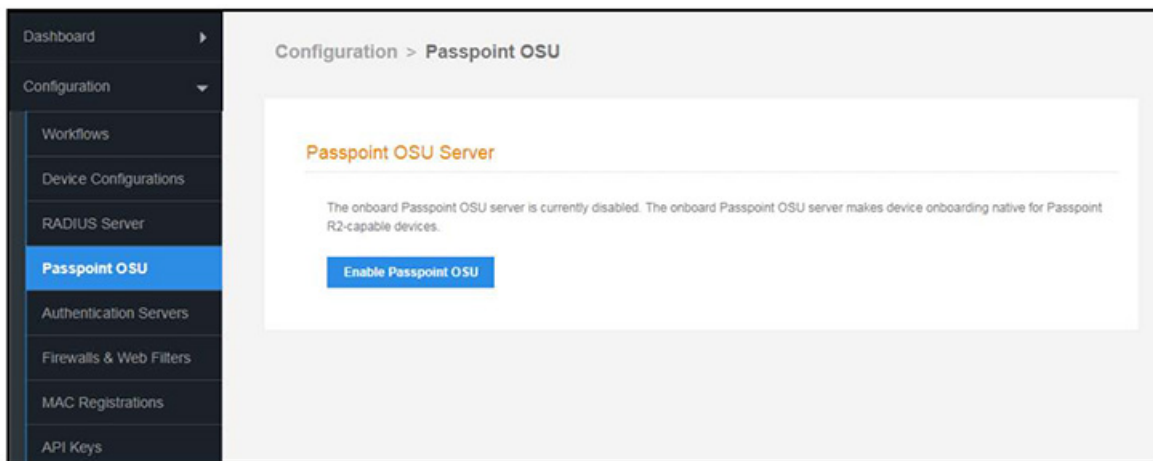 Dashboard
Configuration
Workflows
Device Configurations
RADIUS Server
Passpoint OSU
Authentication Servers
Firewalls & Web Filters
MAC Registrations
API Keys
Configuration > Passpoint OSU
Passpoint OSU Server
The onboard Passpoint OSU server is currently disabled. The onboard Passpoint OSU server makes device onboarding native for Passpoint
R2-capable devices.
Enable Passpoint OSU